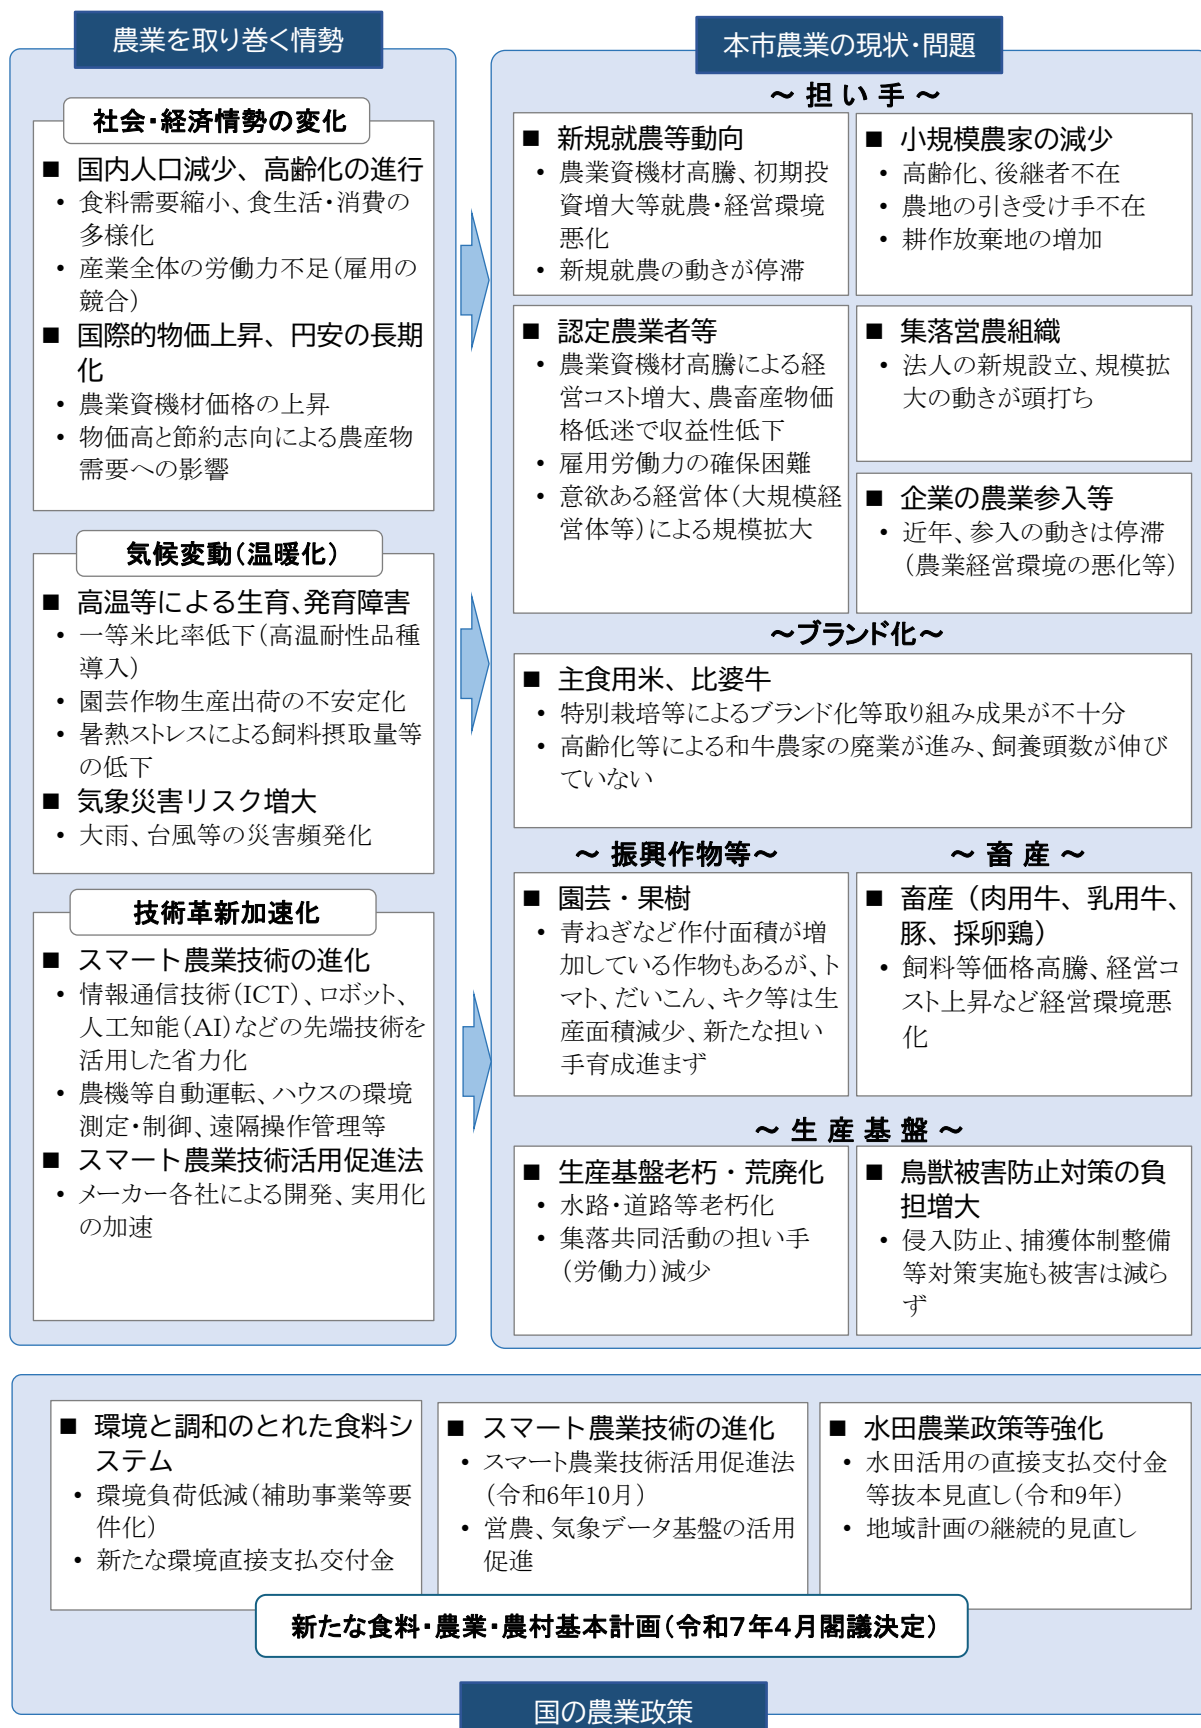 農業を取り巻く情勢
社会・経済情勢の変化
■ 国内人口減少、高齢化の進行
• 食料需要縮小、食生活・消費の
多様化
• 産業全体の労働力不足（雇用の
競合）
■ 国際的物価上昇、円安の長期
化
• 農業資機材価格の上昇
• 物価高と節約志向による農産物
需要への影響
気候変動（温暖化）
■ 高温等による生育、発育障害
• 一等米比率低下（高温耐性品種
導入）
• 園芸作物生産出荷の不安定化
• 暑熱ストレスによる飼料摂取量等
の低下
■ 気象災害リスク増大
• 大雨、台風等の災害頻発化
技術革新加速化
■ スマート農業技術の進化
• 情報通信技術（ICT）、ロボット、
人工知能（AI）などの先端技術を
活用した省力化
• 農機等自動運転、ハウスの環境
測定・制御、遠隔操作管理等
■ スマート農業技術活用促進法
• メーカー各社による開発、実用化
の加速
本市農業の現状・問題
～ 担 い 手 ～
■ 新規就農等動向
• 農業資機材高騰、初期投
資増大等就農・経営環境
悪化
• 新規就農の動きが停滞
■ 小規模農家の減少
• 高齢化、後継者不在
• 農地の引き受け手不在
• 耕作放棄地の増加
■ 認定農業者等
• 農業資機材高騰による経
営コスト増大、農畜産物価
格低迷で収益性低下
• 雇用労働力の確保困難
• 意欲ある経営体（大規模経
営体等）による規模拡大
■ 集落営農組織
• 法人の新規設立、規模拡
大の動きが頭打ち
■ 企業の農業参入等
• 近年、参入の動きは停滞
（農業経営環境の悪化等）
～ブランド化～
■ 主食用米、比婆牛
• 特別栽培等によるブランド化等取り組み成果が不十分
• 高齢化等による和牛農家の廃業が進み、飼養頭数が伸び
ていない
～ 振興作物等～
■ 園芸・果樹
• 青ねぎなど作付面積が増
加している作物もあるが、ト
マト、だいこん、キク等は生
産面積減少、新たな担い
手育成進まず
～ 畜 産 ～
■ 畜産（肉用牛、乳用牛、
豚、採卵鶏）
• 飼料等価格高騰、経営コ
スト上昇など経営環境悪
化
～ 生 産 基 盤 ～
■ 生産基盤老朽・荒廃化
• 水路・道路等老朽化
• 集落共同活動の担い手
（労働力）減少
■ 鳥獣被害防止対策の負
担増大
• 侵入防止、捕獲体制整備
等対策実施も被害は減ら
ず
■ 環境と調和のとれた食料シ
ステム
• 環境負荷低減（補助事業等要
件化）
• 新たな環境直接支払交付金
■ スマート農業技術の進化
• スマート農業技術活用促進法
（令和6年10月）
• 営農、気象データ基盤の活用
促進
■ 水田農業政策等強化
• 水田活用の直接支払交付金
等抜本見直し（令和9年）
• 地域計画の継続的見直し
新たな食料・農業・農村基本計画（令和7年4月閣議決定）
国の農業政策